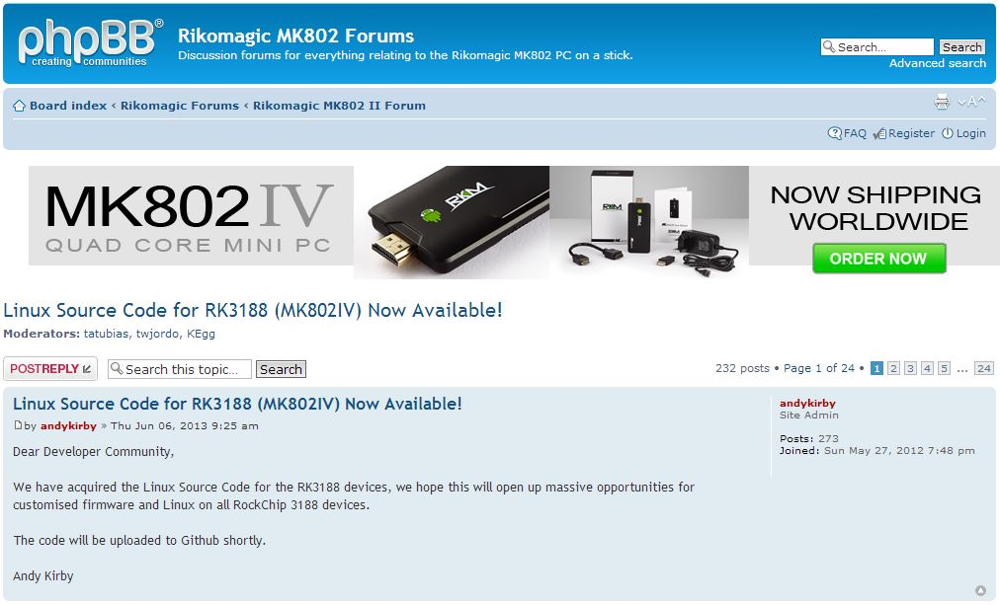 phpBB®
creating communities
Rikomagic MK802 Forums
Discussion forums for everything relating to the Rikomagic MK802 PC on a stick.
Search… Search
Advanced search
Board index ‹ Rikomagic Forums ‹ Rikomagic MK802 II Forum
A
FAQ Register Login
MK802IV
QUAD CORE MINI PC
RKM
RKM
NOW SHIPPING
WORLDWIDE
ORDER NOW
Linux Source Code for RK3188 (MK802IV) Now Available!
Moderators: tatubias, twjordo, KEgg
POSTREPLY Search this topic… Search 232 posts • Page 1 of 24 • 1 2 3 4 5 ... 24
Linux Source Code for RK3188 (MK802IV) Now Available!
by andykirby » Thu Jun 06, 2013 9:25 am
Dear Developer Community,
We have acquired the Linux Source Code for the RK3188 devices, we hope this will open up massive opportunities for
customised firmware and Linux on all RockChip 3188 devices.
The code will be uploaded to Github shortly.
Andy Kirby
andykirby
Site Admin
Posts: 273
Joined: Sun May 27, 2012 7:48 pm